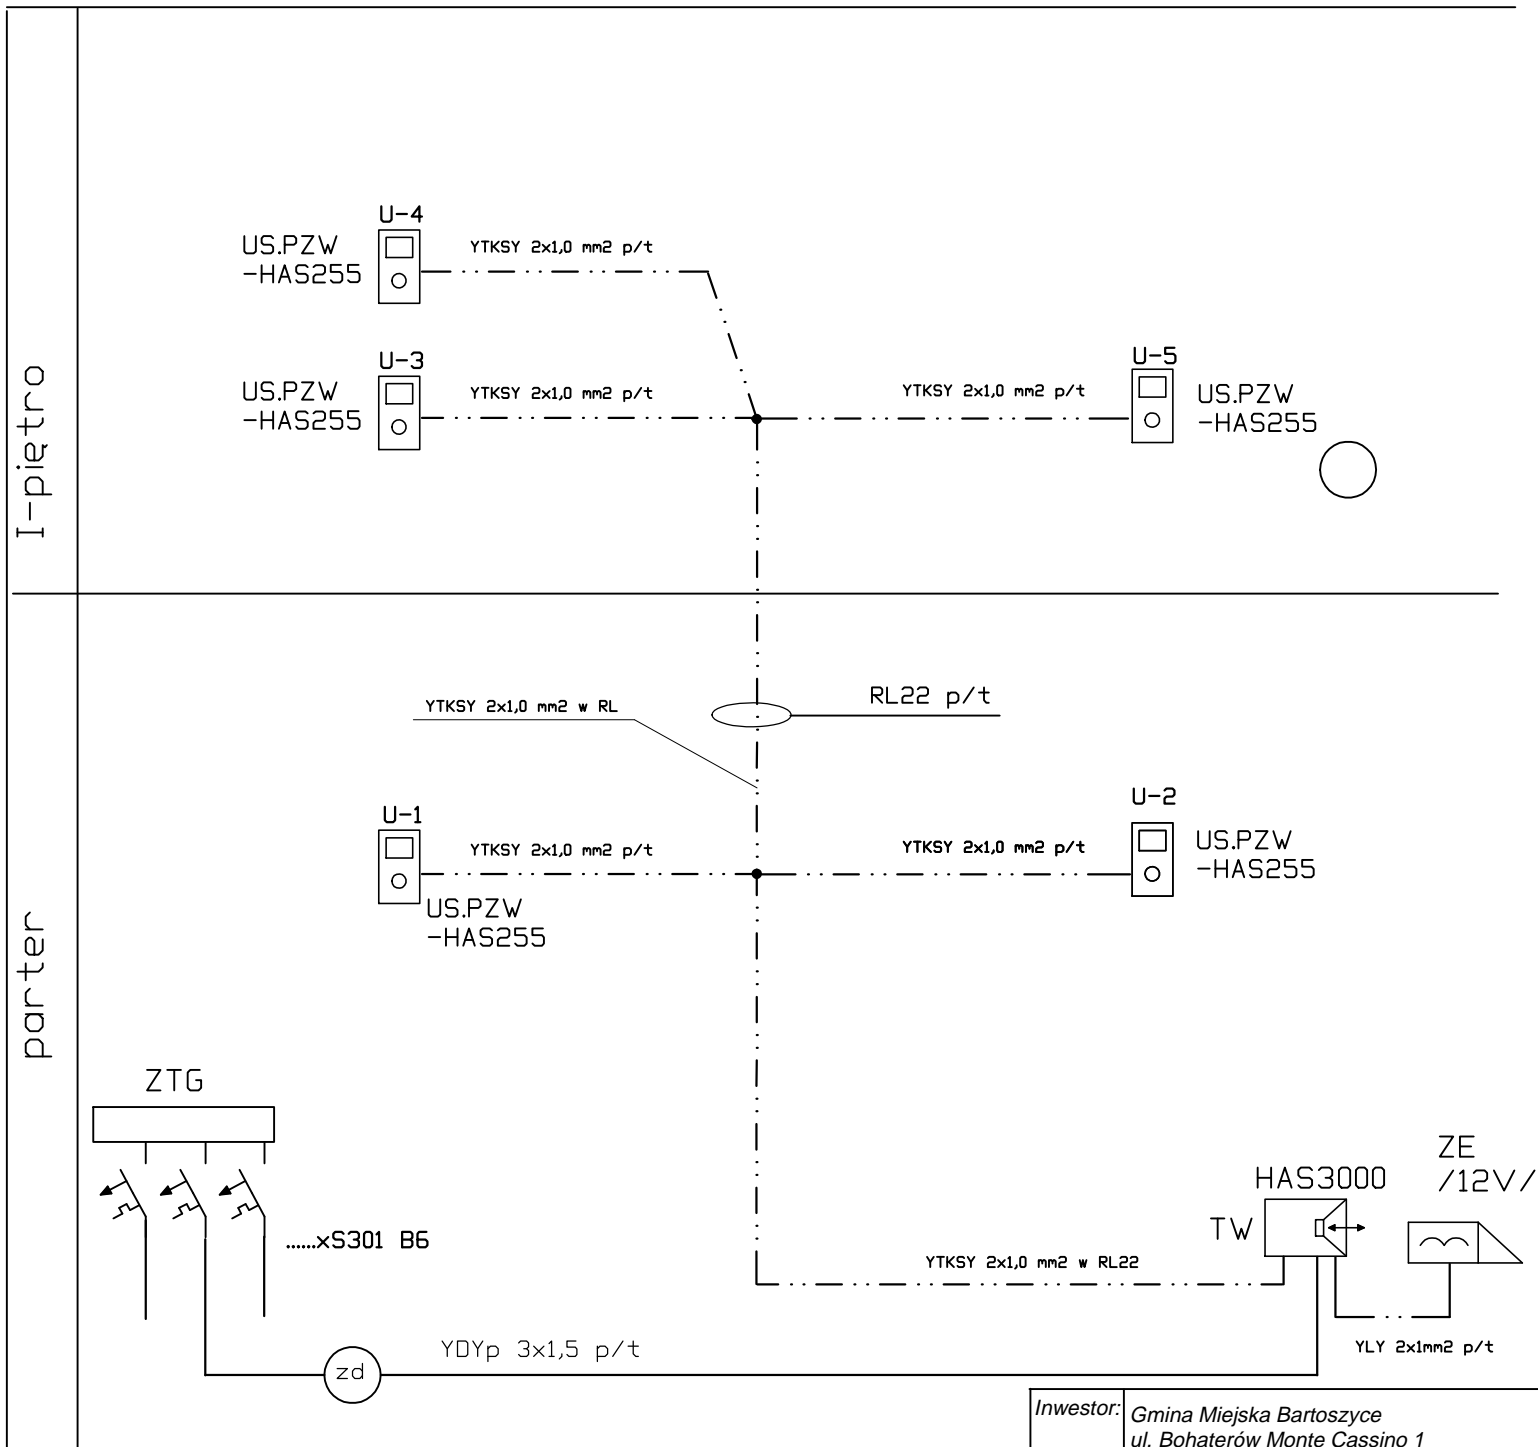 U-4
US.PZW
-HAS255
YTKSY 2x1,0 mm2 p/t
U-3
US.PZW
-HAS255
YTKSY 2x1,0 mm2 p/t
YTKSY 2x1,0 mm2 p/t
U-5
US.PZW
-HAS255
I-piętro
YTKSY 2x1,0 mm2 w RL
RL22 p/t
U-1
YTKSY 2x1,0 mm2 p/t
US.PZW
-HAS255
YTKSY 2x1,0 mm2 p/t
U-2
US.PZW
-HAS255
parter
ZTG
......xS301 B6
HAS3000
TW
ZE
/12V/
YTKSY 2x1,0 mm2 w RL22
YLY 2x1mm2 p/t
YDYp 3x1,5 p/t
zd
Inwestor:
Gmina Miejska Bartoszyce
ul. Bohaterów Monte Cassino 1